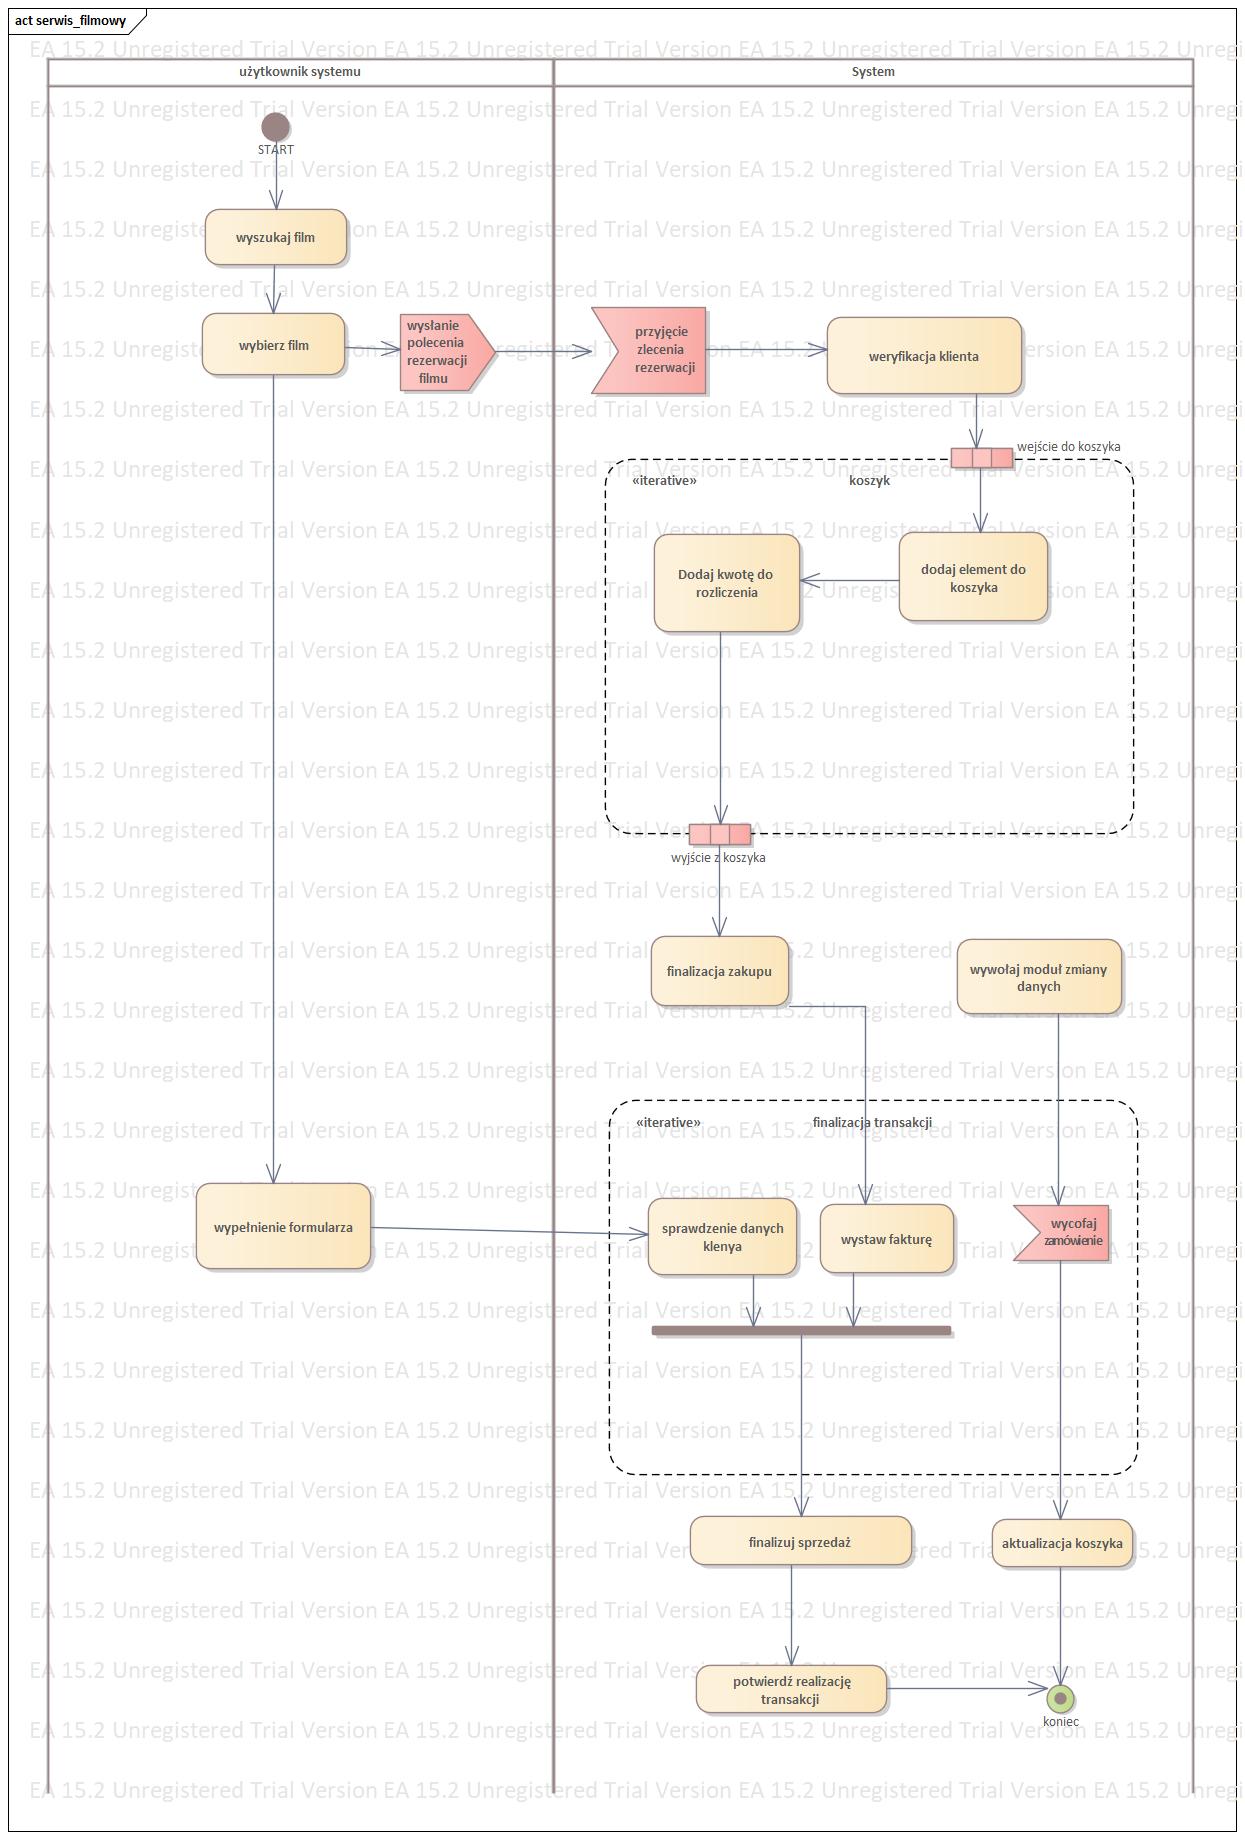 act serwis_filmowy
EA 15.2 Unregistered Trial Version EA 15.2 Unregistered Trial Version EA 15.2 Unregistered Trial Version EA 15.2 Unregi
użytkownik systemu
System
START
wyszukaj film
wybierz film
wysłanie
polecenia
rezerwacji
filmu
przyjęcie
zlecenia
rezerwacji
weryfikacja klienta
wejście do koszyka
«iterative»
koszyk
dodaj element do
koszyka
Dodaj kwotę do
rozliczenia
wyjście z koszyka
finalizacja zakupu
wywołaj moduł zmiany
danych
«iterative»
finalizacja transakcji
wypełnienie formularza
sprawdzenie danych
klenya
wystaw fakturę
wycofaj
zamówienie
finalizuj sprzedaż
aktualizacja koszyka
potwierdź realizację
transakcji
koniec